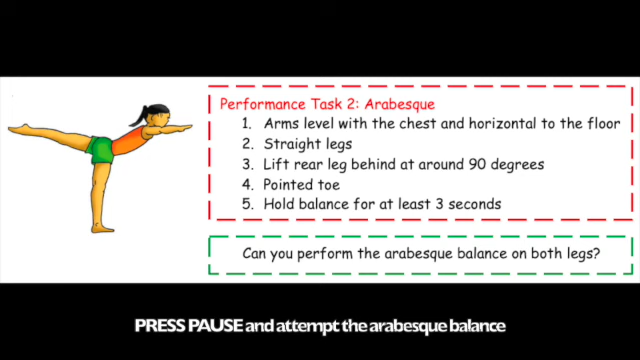 Performance Task 2: Arabesque
1. Arms level with the chest and horizontal to the floor
2. Straight legs
3. Lift rear leg behind at around 90 degrees
4. Pointed toe
5. Hold balance for at least 3 seconds
Can you perform the arabesque balance on both legs?
PRESS PAUSE and attempt the arabesque balance